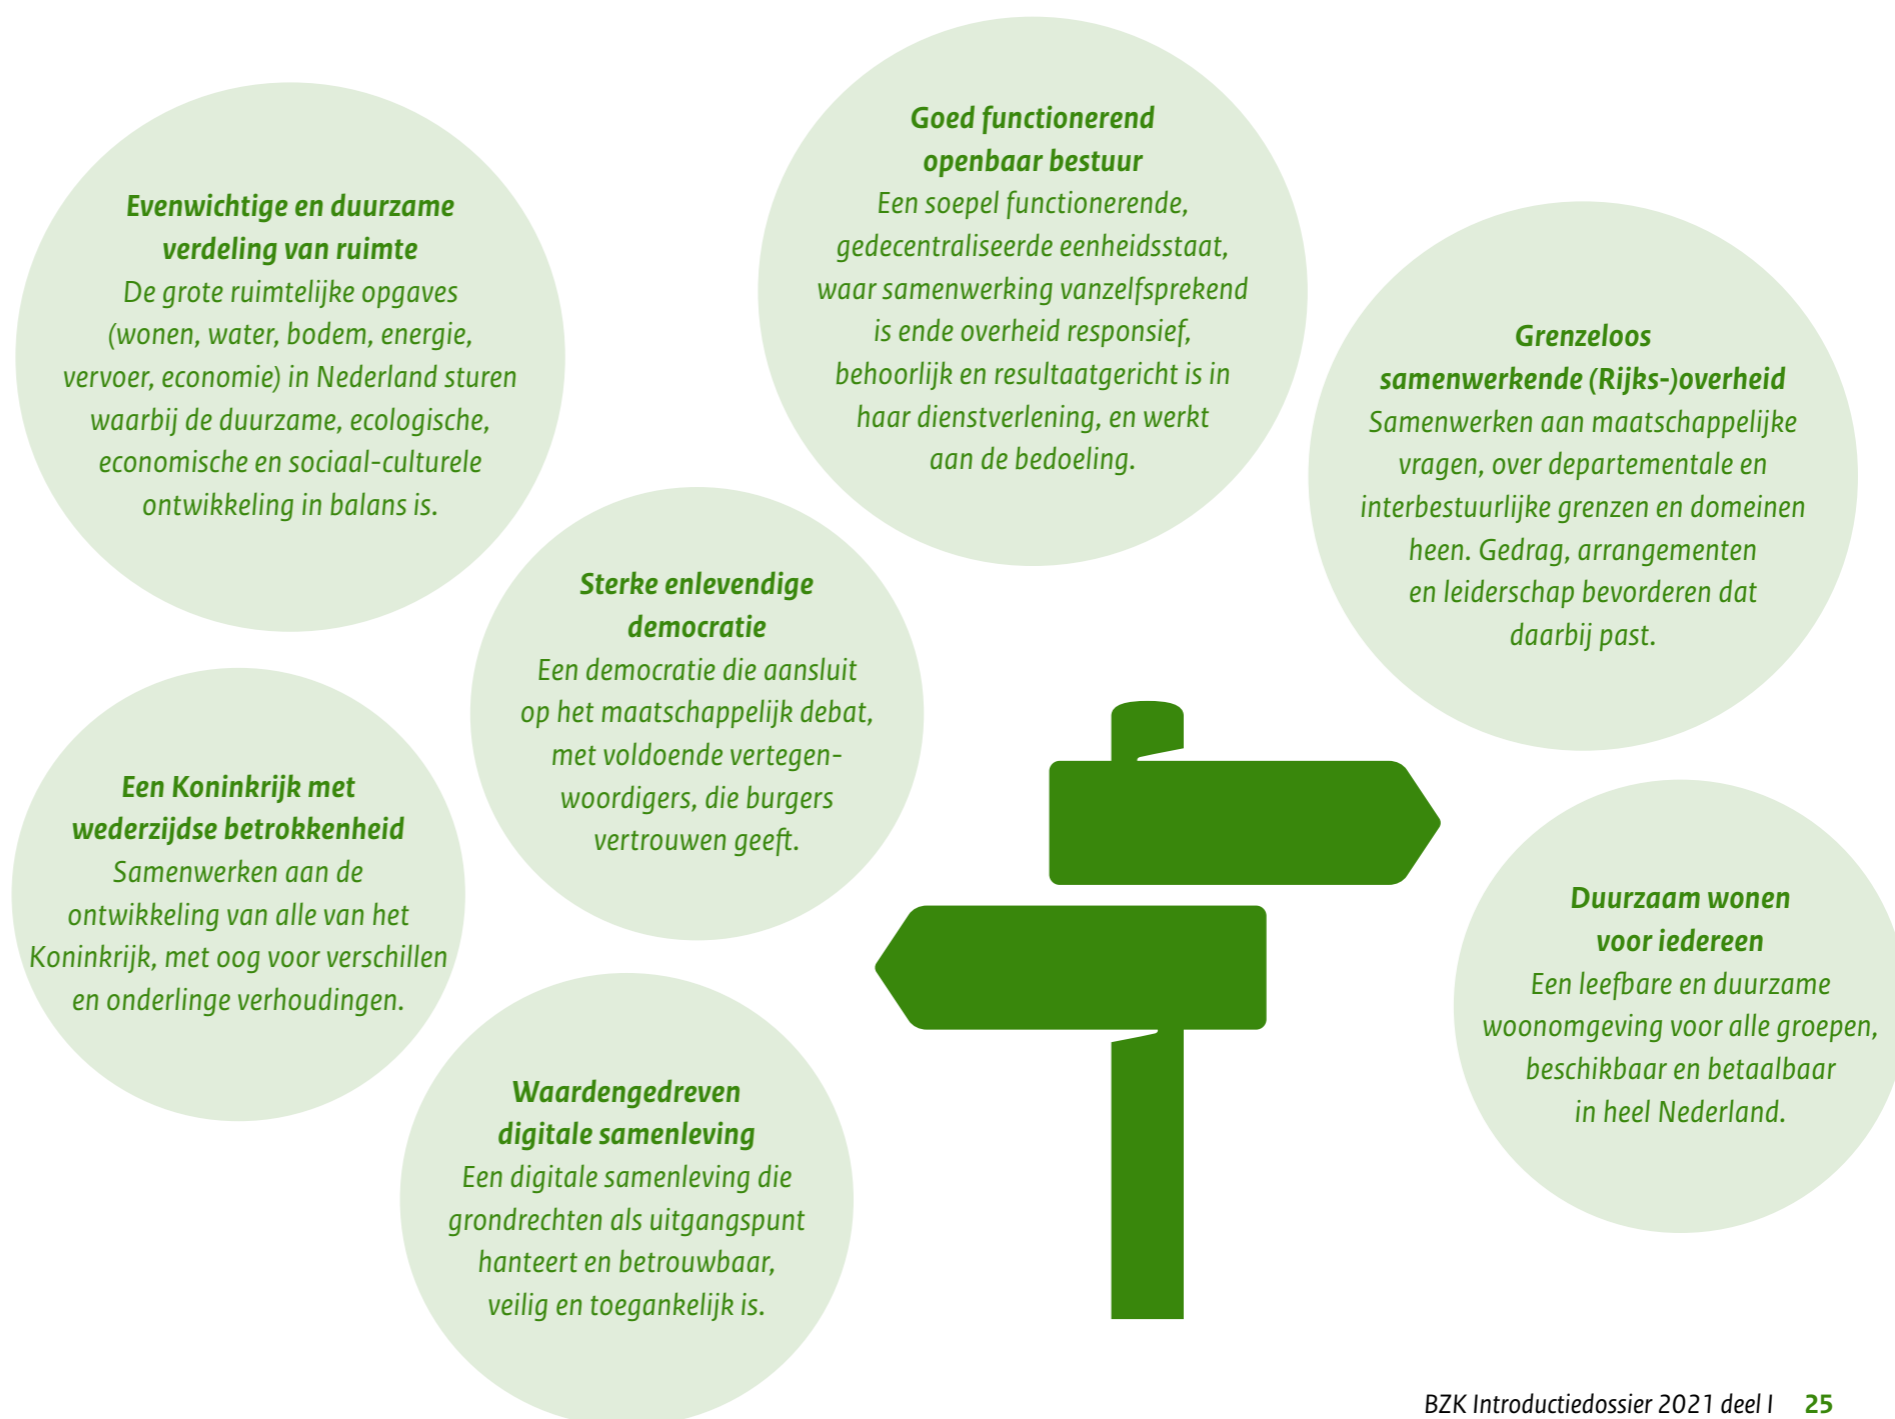 Evenwichtige en duurzame
verdeling van ruimte
De grote ruimtelijke opgaves
(wonen, water, bodem, energie,
vervoer, economie) in Nederland sturen
waarbij de duurzame, ecologische,
economische en sociaal-culturele
ontwikkeling in balans is.
Goed functionerend
openbaar bestuur
Een soepel functionerende,
gedecentraliseerde eenheidsstaat,
waar samenwerking vanzelfsprekend
is ende overheid responsief,
behoorlijk en resultaatgericht is in
haar dienstverlening, en werkt
aan de bedoeling.
Grenzeloos
samenwerkende (Rijks-)overheid
Samenwerken aan maatschappelijke
vragen, over departementale en
interbestuurlijke grenzen en domeinen
heen. Gedrag, arrangementen
en leiderschap bevorderen dat
daarbij past.
Sterke enlevendige
democratie
Een democratie die aansluit
op het maatschappelijk debat,
met voldoende vertegen-
woordigers, die burgers
vertrouwen geeft.
Een Koninkrijk met
wederzijdse betrokkenheid
Samenwerken aan de
ontwikkeling van alle van het
Koninkrijk, met oog voor verschillen
en onderlinge verhoudingen.
Duurzaam wonen
voor iedereen
Een leefbare en duurzame
woonomgeving voor alle groepen,
beschikbaar en betaalbaar
in heel Nederland.
Waardengedreven
digitale samenleving
Een digitale samenleving die
grondrechten als uitgangspunt
hanteert en betrouwbaar,
veilig en toegankelijk is.
BZK Introductiedossier 2021 deel I 25